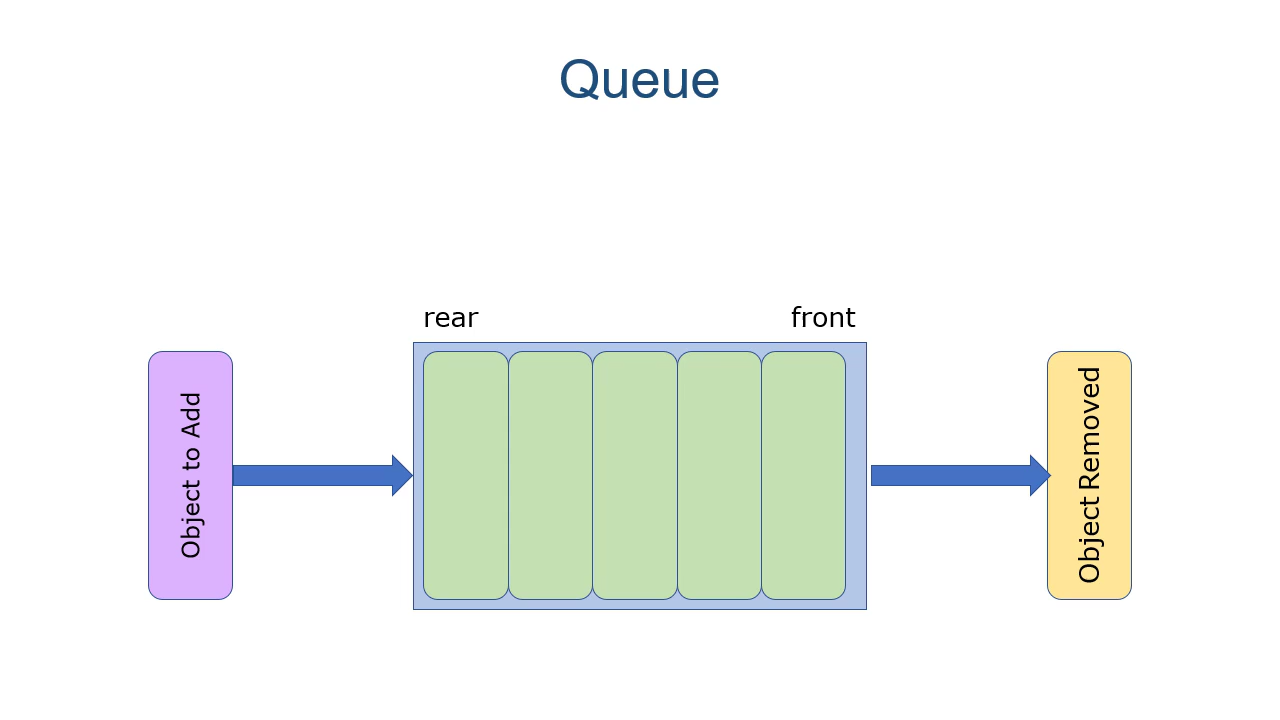 Queue
rear
front
Object to Add
Object Removed